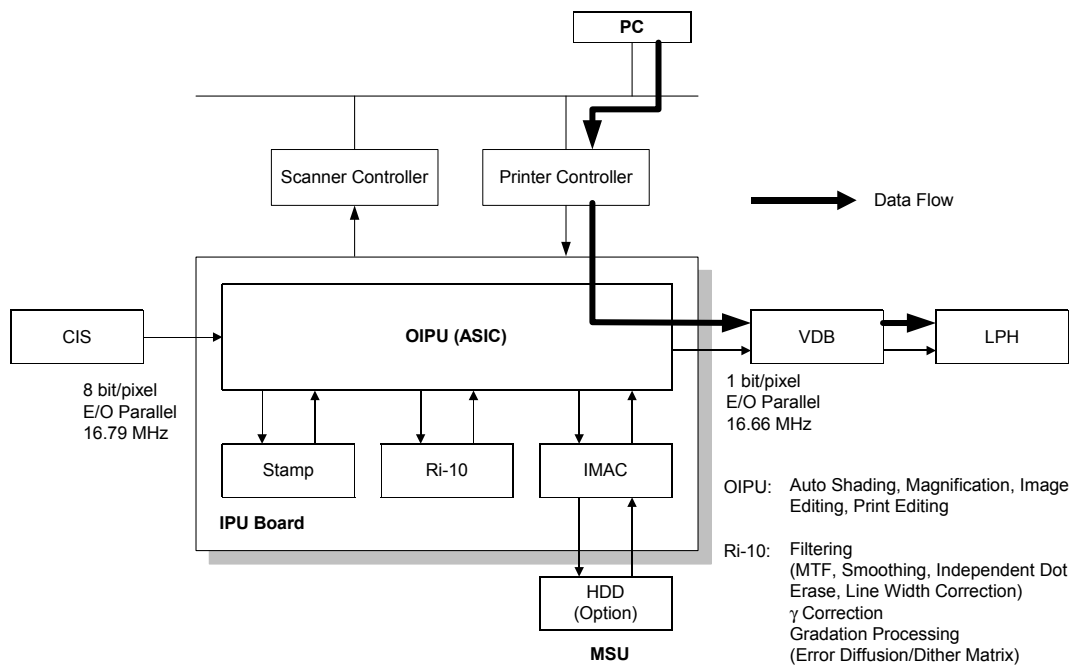 PC
Scanner Controller
Printer Controller
Data Flow
CIS
OIPU (ASIC)
VDB
LPH
8 bit/pixel
E/O Parallel
16.79 MHz
1 bit/pixel
E/O Parallel
16.66 MHz
Stamp
Ri-10
IMAC
IPU Board
HDD
(Option)
MSU
OIPU: Auto Shading, Magnification, Image
Editing, Print Editing
Ri-10: Filtering
(MTF, Smoothing, Independent Dot
Erase, Line Width Correction)
γ Correction
Gradation Processing
(Error Diffusion/Dither Matrix)